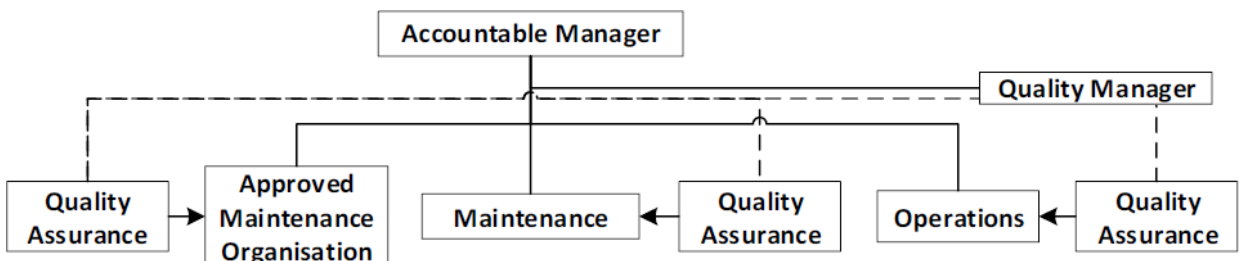 Accountable Manager
Quality Manager
Quality
Assurance
Approved
Maintenance
Organisation
Maintenance
Quality
Assurance
Operations
Quality
Assurance